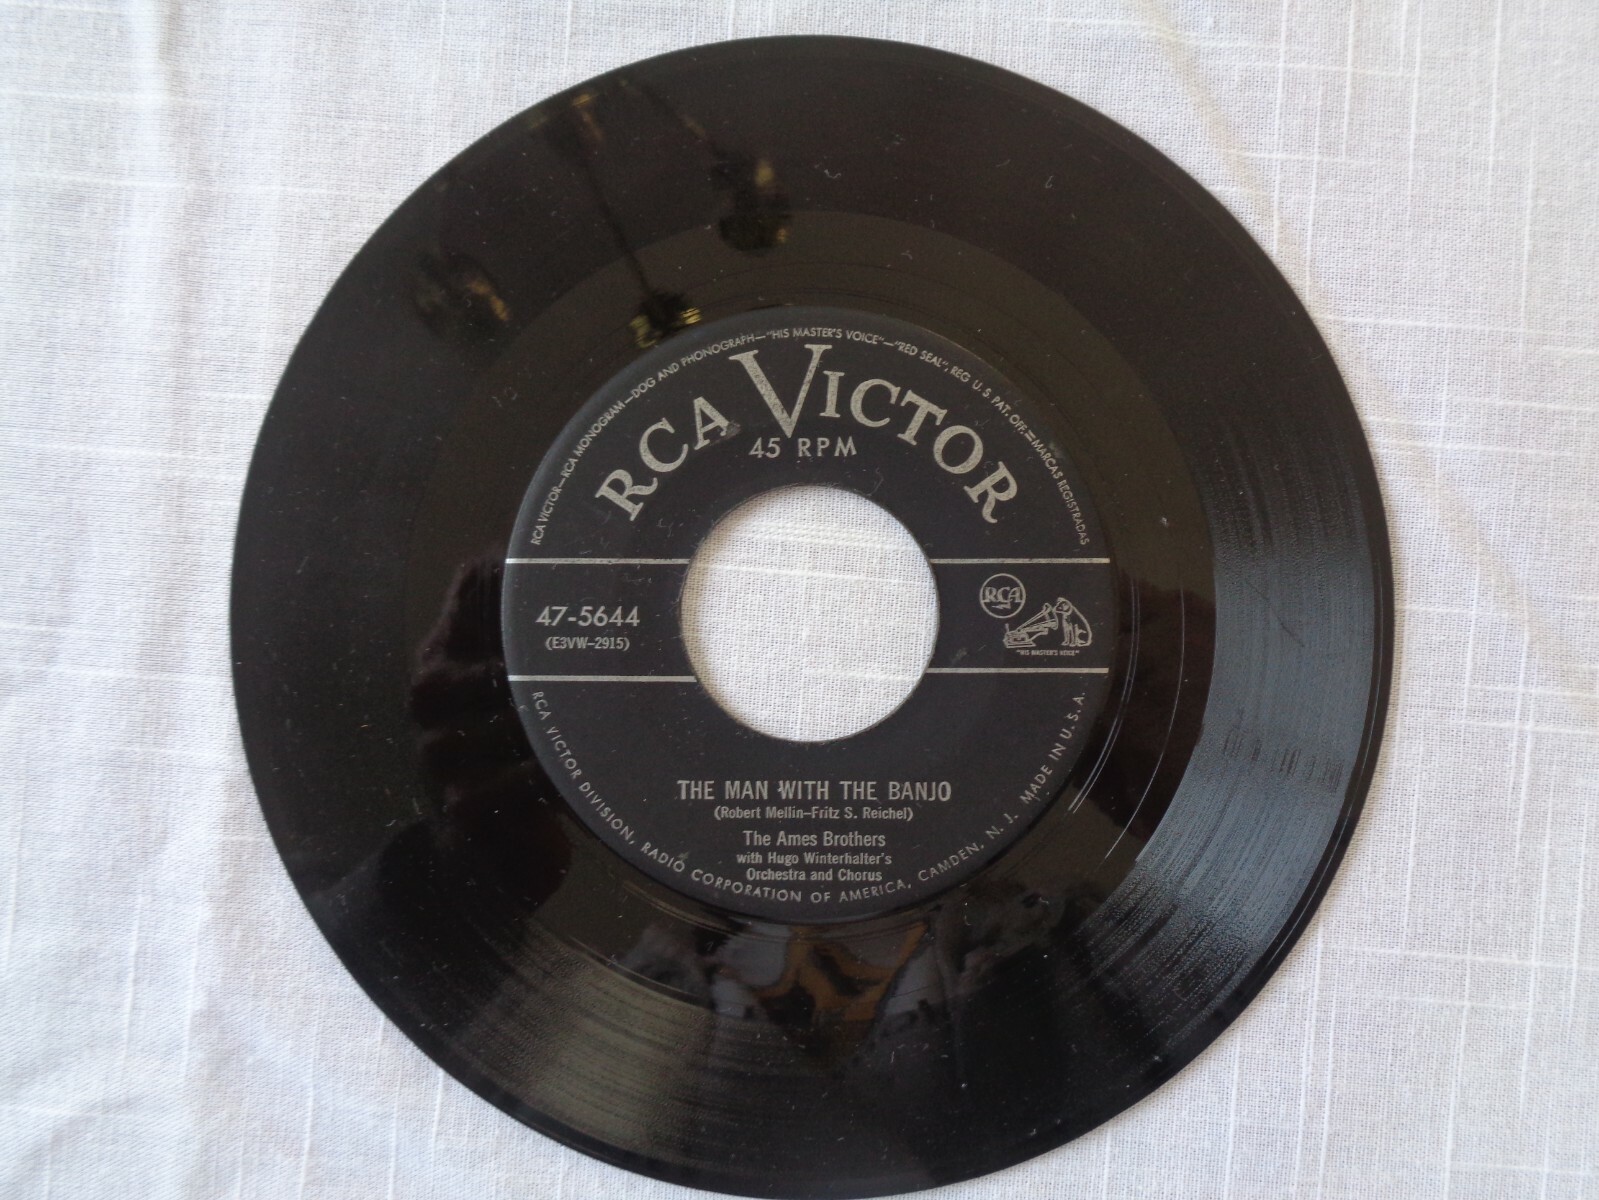 RCA VICTOR—RCA MONOGRAM—DOG AND PHONOGRAPH—"HIS MASTER'S VOICE"—"RED SEAL", REG U.S. PAT. OFF.=MARCAS REGISTRADAS
RCA VICTOR
45 RPM
47-5644
(E3VW-2915)
RCA
"HIS MASTER'S VOICE"
THE MAN WITH THE BANJO
(Robert Mellin–Fritz S. Reichel)
The Ames Brothers
with Hugo Winterhalter's
Orchestra and Chorus
RCA VICTOR DIVISION, RADIO CORPORATION OF AMERICA, CAMDEN, N. J. MADE IN U.S.A.